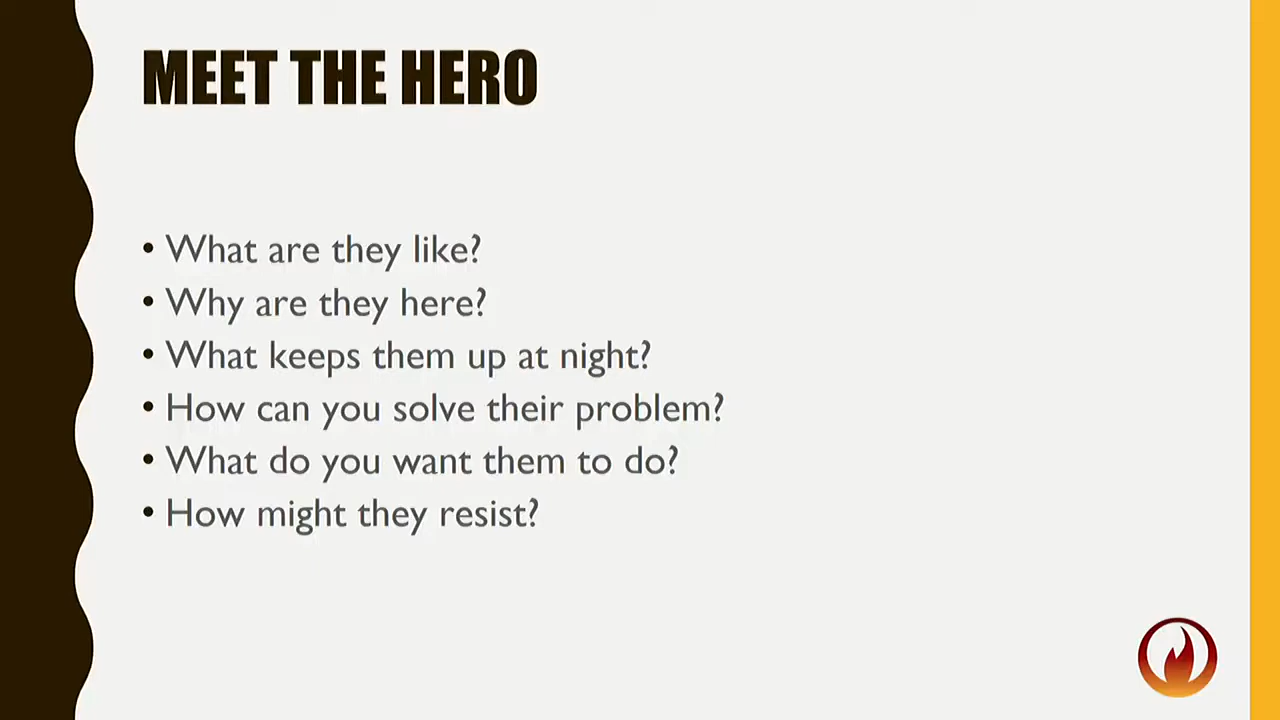 MEET THE HERO
• What are they like?
• Why are they here?
• What keeps them up at night?
• How can you solve their problem?
• What do you want them to do?
• How might they resist?